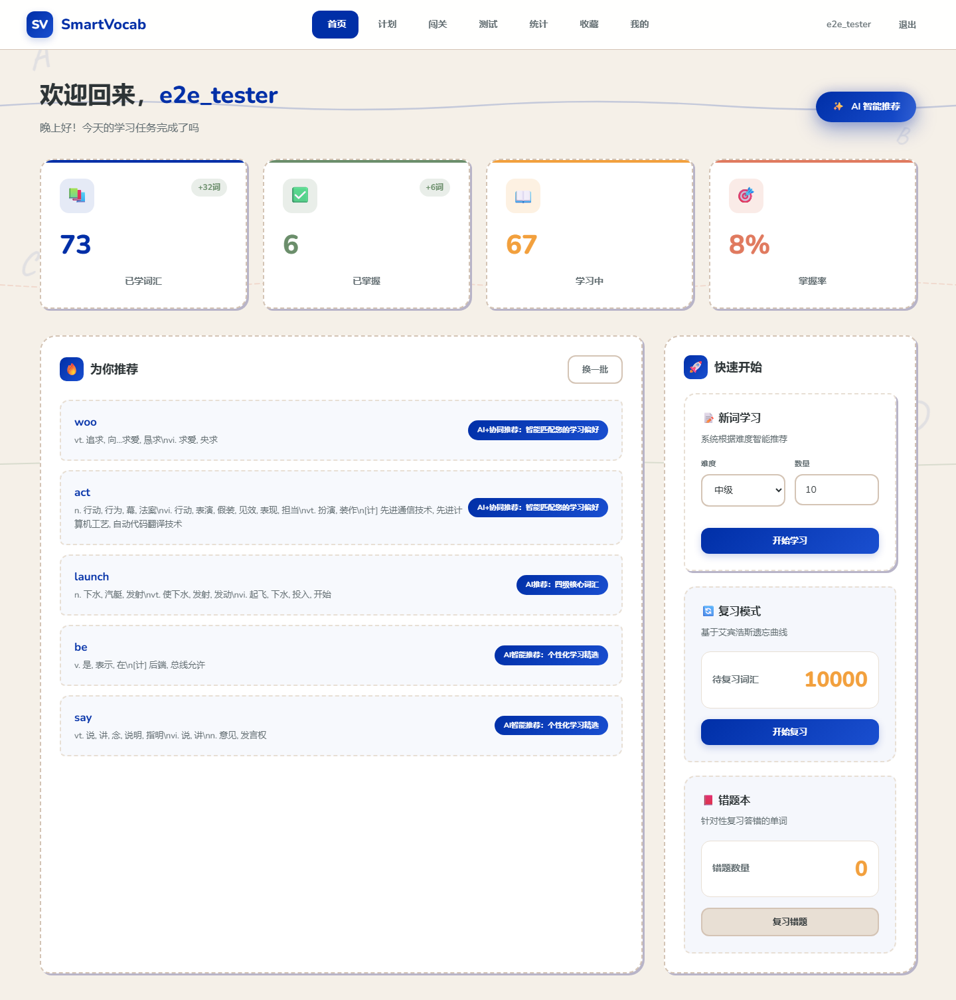 SV SmartVocab 首页 计划 闯关 测试 统计 收藏 我的 e2e_tester 退出
A
欢迎回来，e2e_tester
晚上好！今天的学习任务完成了吗
✨ AI 智能推荐
B
+32词
73
已学词汇
+6词
6
已掌握
67
学习中
8%
掌握率
C
为你推荐
换一批
woo
vt. 追求, 向...求爱, 恳求\nvi. 求爱, 央求
AI+协同推荐：智能匹配您的学习偏好
act
n. 行动, 行为, 幕, 法案\nvi. 行动, 表演, 假装, 见效, 表现, 担当\nvt. 扮演, 装作\n[计] 先进通信技术, 先进计
算机工艺, 自动代码翻译技术
AI+协同推荐：智能匹配您的学习偏好
launch
n. 下水, 汽艇, 发射\nvt. 使下水, 发射, 发动\nvi. 起飞, 下水, 投入, 开始
AI推荐：四级核心词汇
be
v. 是, 表示, 在\n[计] 后端, 总线允许
AI智能推荐：个性化学习精选
say
vt. 说, 讲, 念, 说明, 指明\nvi. 说, 讲\nn. 意见, 发言权
AI智能推荐：个性化学习精选
快速开始
新词学习
系统根据难度智能推荐
难度 数量
中级 10
开始学习
复习模式
基于艾宾浩斯遗忘曲线
待复习词汇 10000
开始复习
错题本
针对性复习答错的单词
错题数量 0
复习错题